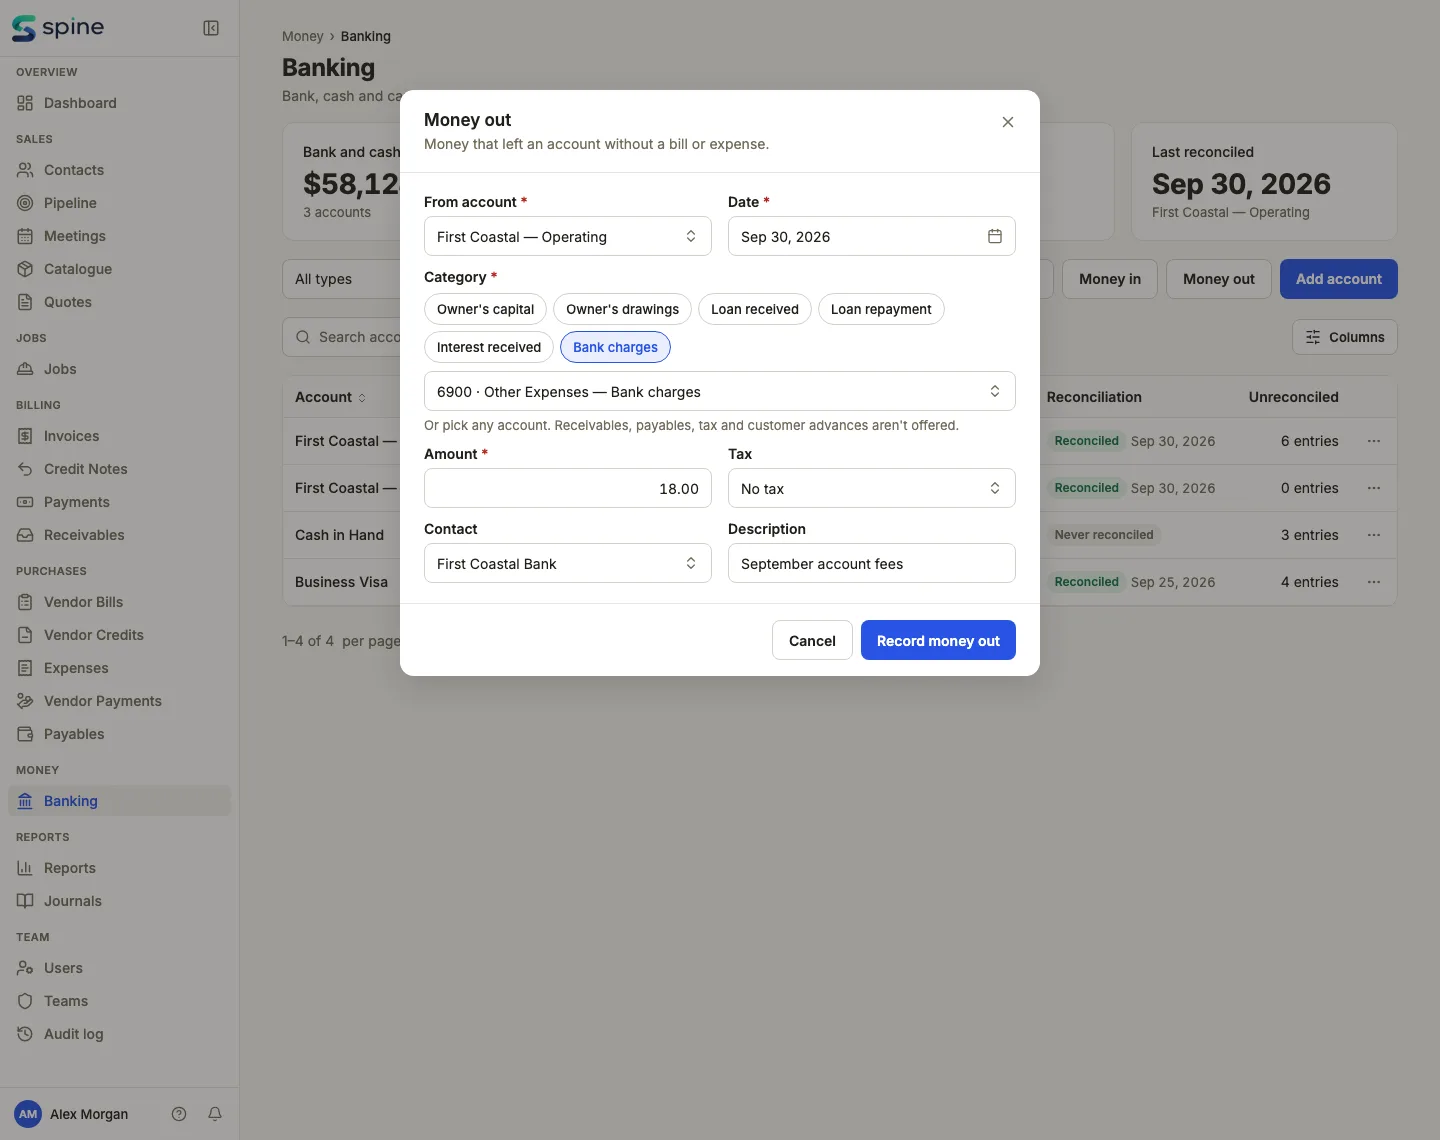 spine
OVERVIEW
Dashboard
SALES
Contacts
Pipeline
Meetings
Catalogue
Quotes
JOBS
Jobs
BILLING
Invoices
Credit Notes
Payments
Receivables
PURCHASES
Vendor Bills
Vendor Credits
Expenses
Vendor Payments
Payables
MONEY
Banking
REPORTS
Reports
Journals
TEAM
Users
Teams
Audit log
AM Alex Morgan
Money › Banking
Banking
Bank, cash and
Bank and cash
$58,12
3 accounts
Last reconciled
Sep 30, 2026
First Coastal — Operating
All types
Money in
Money out
Add account
Search
Columns
Account Reconciliation Unreconciled
First Coastal — Reconciled Sep 30, 2026 6 entries
First Coastal — Reconciled Sep 30, 2026 0 entries
Cash in Hand Never reconciled 3 entries
Business Visa Reconciled Sep 25, 2026 4 entries
1–4 of 4 per page
Money out
Money that left an account without a bill or expense.
From account * Date *
First Coastal — Operating Sep 30, 2026
Category *
Owner's capital Owner's drawings Loan received Loan repayment
Interest received Bank charges
6900 · Other Expenses — Bank charges
Or pick any account. Receivables, payables, tax and customer advances aren't offered.
Amount * Tax
18.00 No tax
Contact Description
First Coastal Bank September account fees
Cancel Record money out